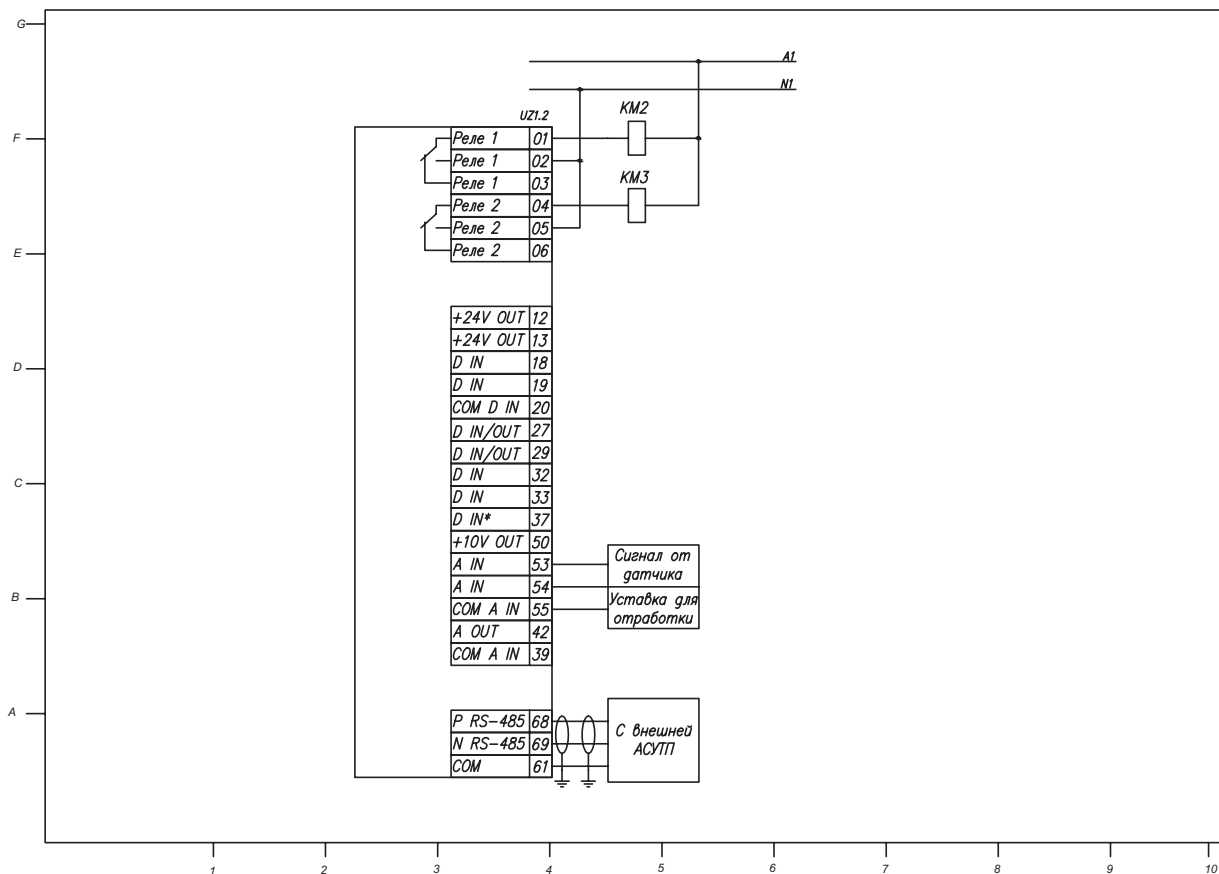 G
A1
N1
UZ1.2
KM2
F
Реле 1 01
Реле 1 02
Реле 1 03
KM3
Реле 2 04
Реле 2 05
E
Реле 2 06
+24V OUT 12
+24V OUT 13
D
D IN 18
D IN 19
COM D IN 20
D IN/OUT 27
D IN/OUT 29
C
D IN 32
D IN 33
D IN* 37
+10V OUT 50
A IN 53
Сигнал от
датчика
A IN 54
B
COM A IN 55
Уставка для
отработки
A OUT 42
COM A IN 39
A
P RS-485 68
N RS-485 69
COM 61
С внешней
АСУТП
1 2 3 4 5 6 7 8 9 10